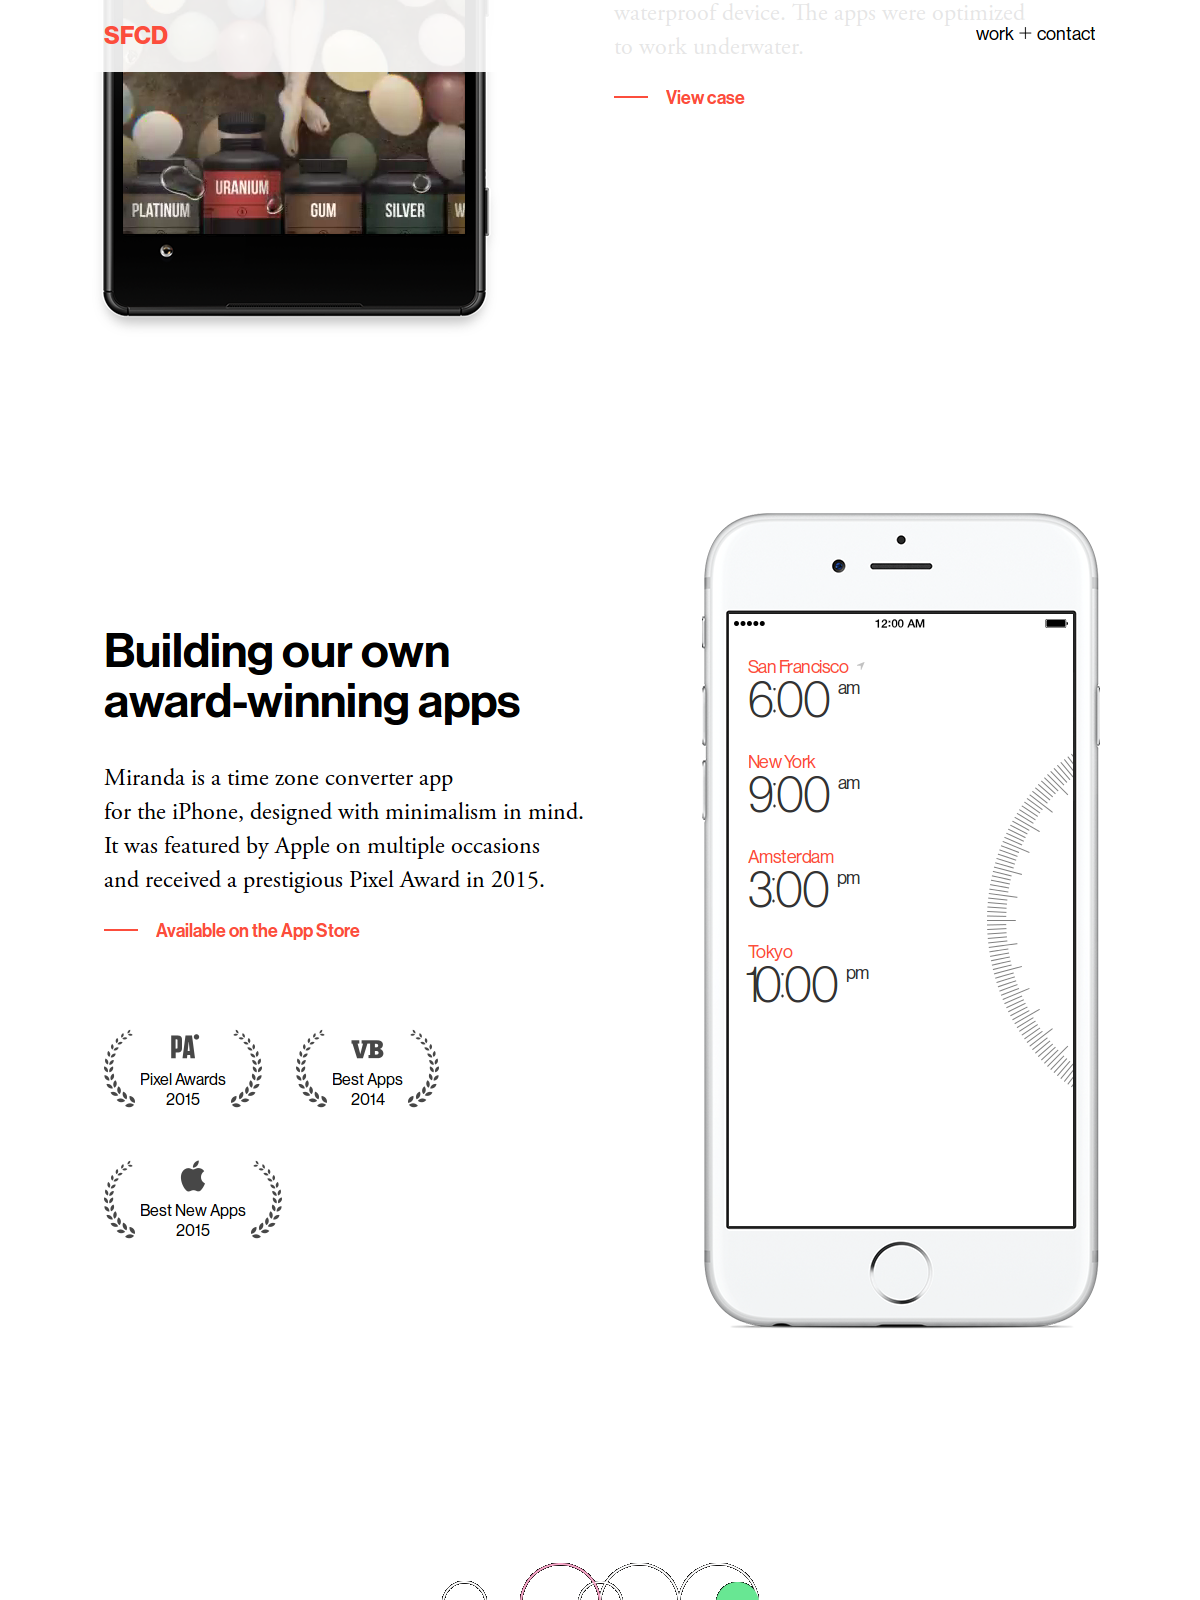 waterproof device. The apps were optimized
to work underwater.
SFCD
work + contact
View case
PLATINUM
URANIUM
GUM
SILVER
W
Building our own
award-winning apps
Miranda is a time zone converter app
for the iPhone, designed with minimalism in mind.
It was featured by Apple on multiple occasions
and received a prestigious Pixel Award in 2015.
Available on the App Store
PA
Pixel Awards
2015
VB
Best Apps
2014
Best New Apps
2015
12:00 AM
San Francisco
6:00 am
New York
9:00 am
Amsterdam
3:00 pm
Tokyo
10:00 pm